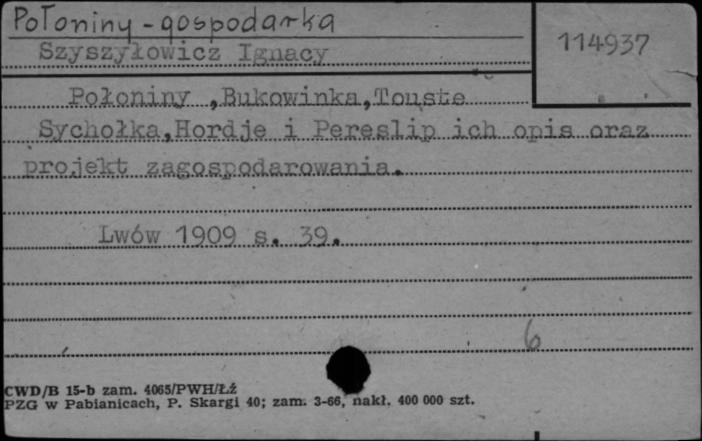 Połoniny - gospodarka
114937
Szyszyłowicz Ignacy
Połoniny ,Bukowinka,Touste
Sychołka,Hordje i Pereslip ich opis oraz
projekt zagospodarowania.
Lwów 1909 s. 39.
6
CWD/B 15-b zam. 4065/PWH/Łź
PZG w Pabianicach, P. Skargi 40; zam. 3-66, nakł. 400 000 szt.